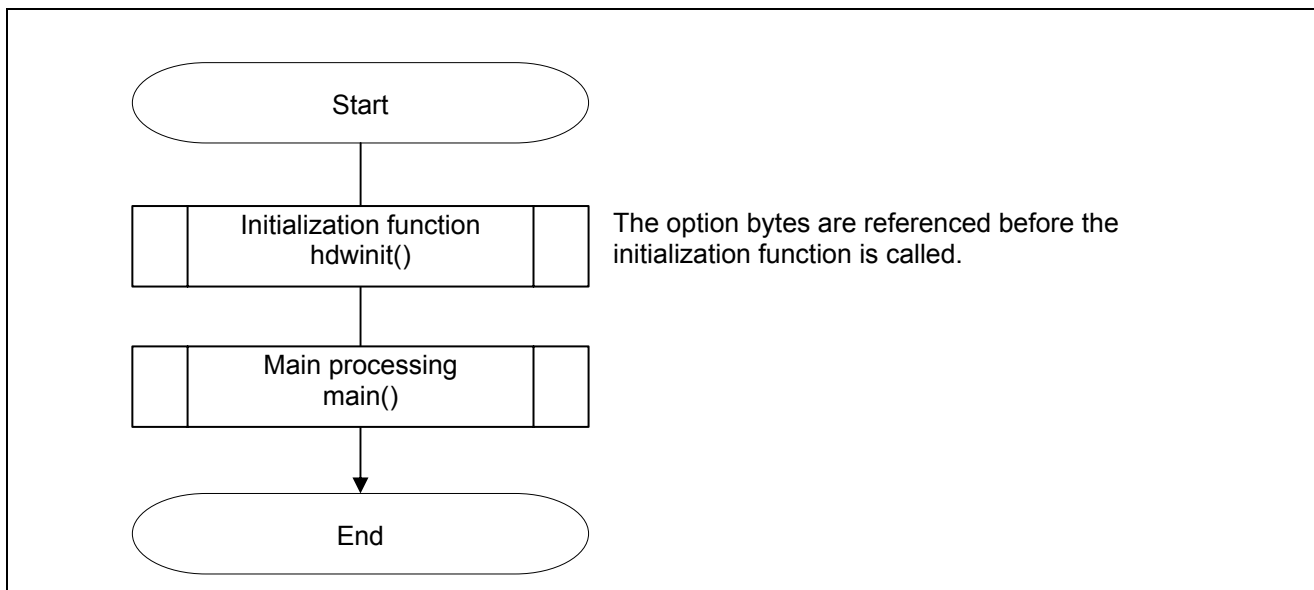 Start
Initialization function
hdwinit()
The option bytes are referenced before the
initialization function is called.
Main processing
main()
End